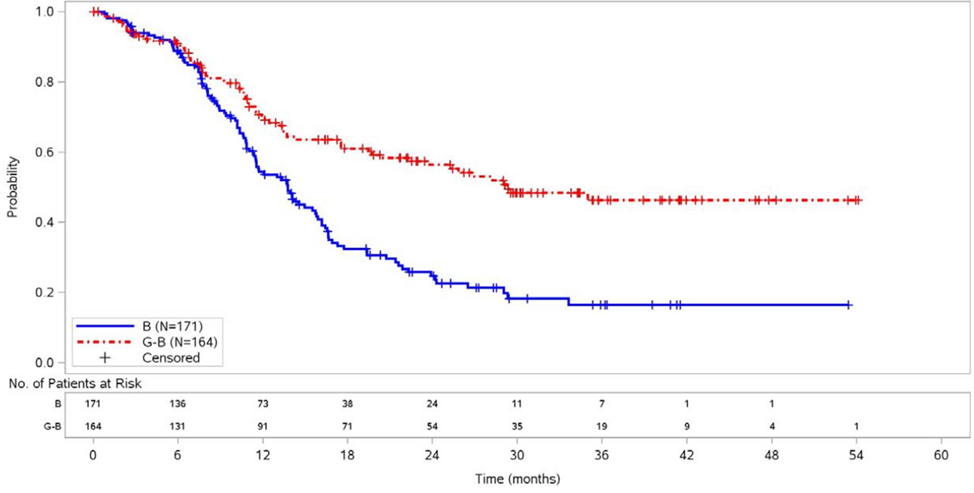 1.0
0.8
0.6
0.4
0.2
0.0
Probability
B (N=171)
G-B (N=164)
Censored
No. of Patients at Risk
B 171 136 73 38 24 11 7 1 1
G-B 164 131 91 71 54 35 19 9 4 1
0 6 12 18 24 30 36 42 48 54 60
Time (months)